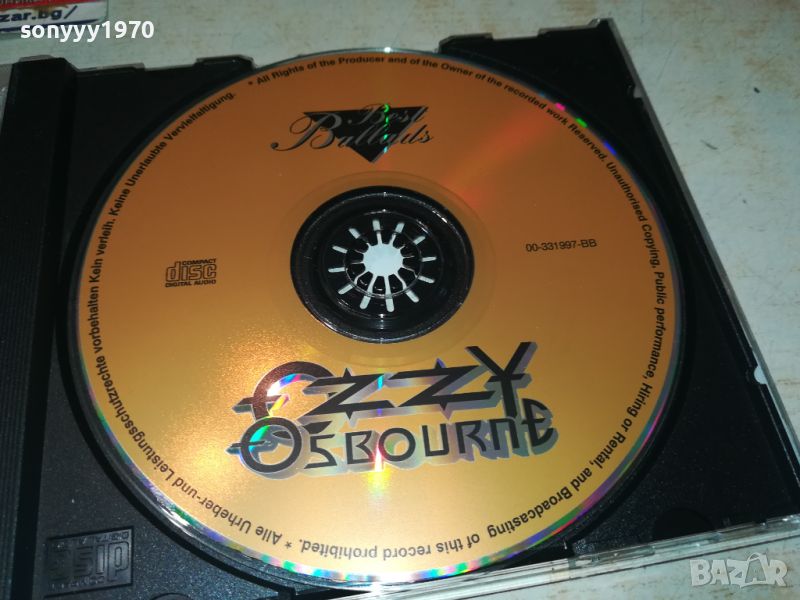 sonyyy1970
zar.bg/
Best
Ballads
* All Rights of the Producer and of the Owner of the recorded work Reserved. Unauthorised Copying, Public performance, Hiring or Rental, and Broadcasting of this record prohibited.
* Alle Urheber-und Leistungsschutzrechte vorbehalten Kein verleih. Keine Unerlaubte Vervielfaltigung.
COMPACT
disc
DIGITAL AUDIO
00-331997-BB
OZZY
OSBOURNE
BAZAR